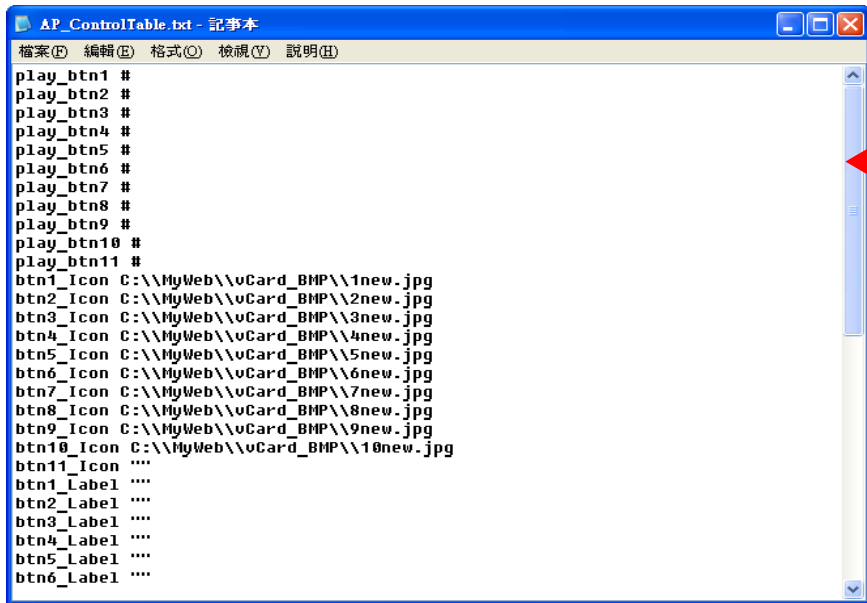 AP_ControlTable.txt - 記事本
檔案(F) 編輯(E) 格式(O) 檢視(V) 說明(H)
play_btn1 #
play_btn2 #
play_btn3 #
play_btn4 #
play_btn5 #
play_btn6 #
play_btn7 #
play_btn8 #
play_btn9 #
play_btn10 #
play_btn11 #
btn1_Icon C:\\MyWeb\\vCard_BMP\\1new.jpg
btn2_Icon C:\\MyWeb\\vCard_BMP\\2new.jpg
btn3_Icon C:\\MyWeb\\vCard_BMP\\3new.jpg
btn4_Icon C:\\MyWeb\\vCard_BMP\\4new.jpg
btn5_Icon C:\\MyWeb\\vCard_BMP\\5new.jpg
btn6_Icon C:\\MyWeb\\vCard_BMP\\6new.jpg
btn7_Icon C:\\MyWeb\\vCard_BMP\\7new.jpg
btn8_Icon C:\\MyWeb\\vCard_BMP\\8new.jpg
btn9_Icon C:\\MyWeb\\vCard_BMP\\9new.jpg
btn10_Icon C:\\MyWeb\\vCard_BMP\\10new.jpg
btn11_Icon ""
btn1_Label ""
btn2_Label ""
btn3_Label ""
btn4_Label ""
btn5_Label ""
btn6_Label ""